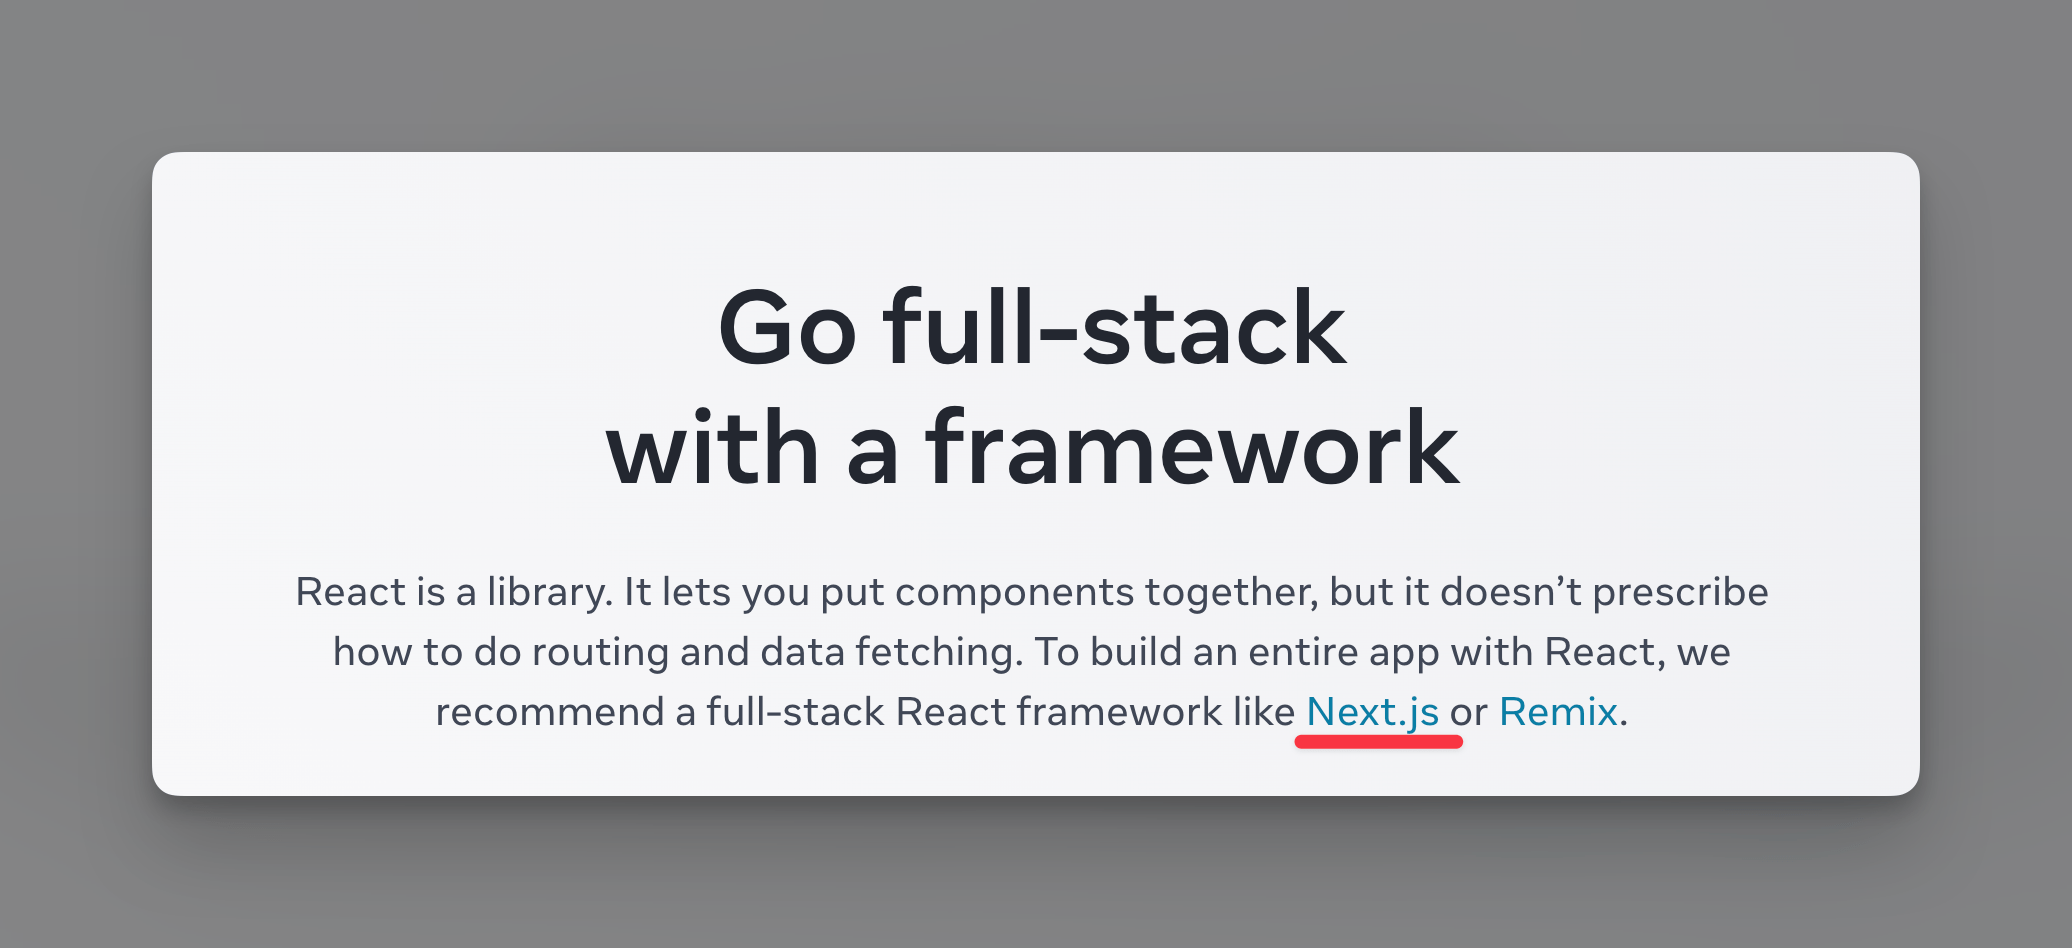 Go full-stack
with a framework
React is a library. It lets you put components together, but it doesn’t prescribe
how to do routing and data fetching. To build an entire app with React, we
recommend a full-stack React framework like Next.js or Remix.